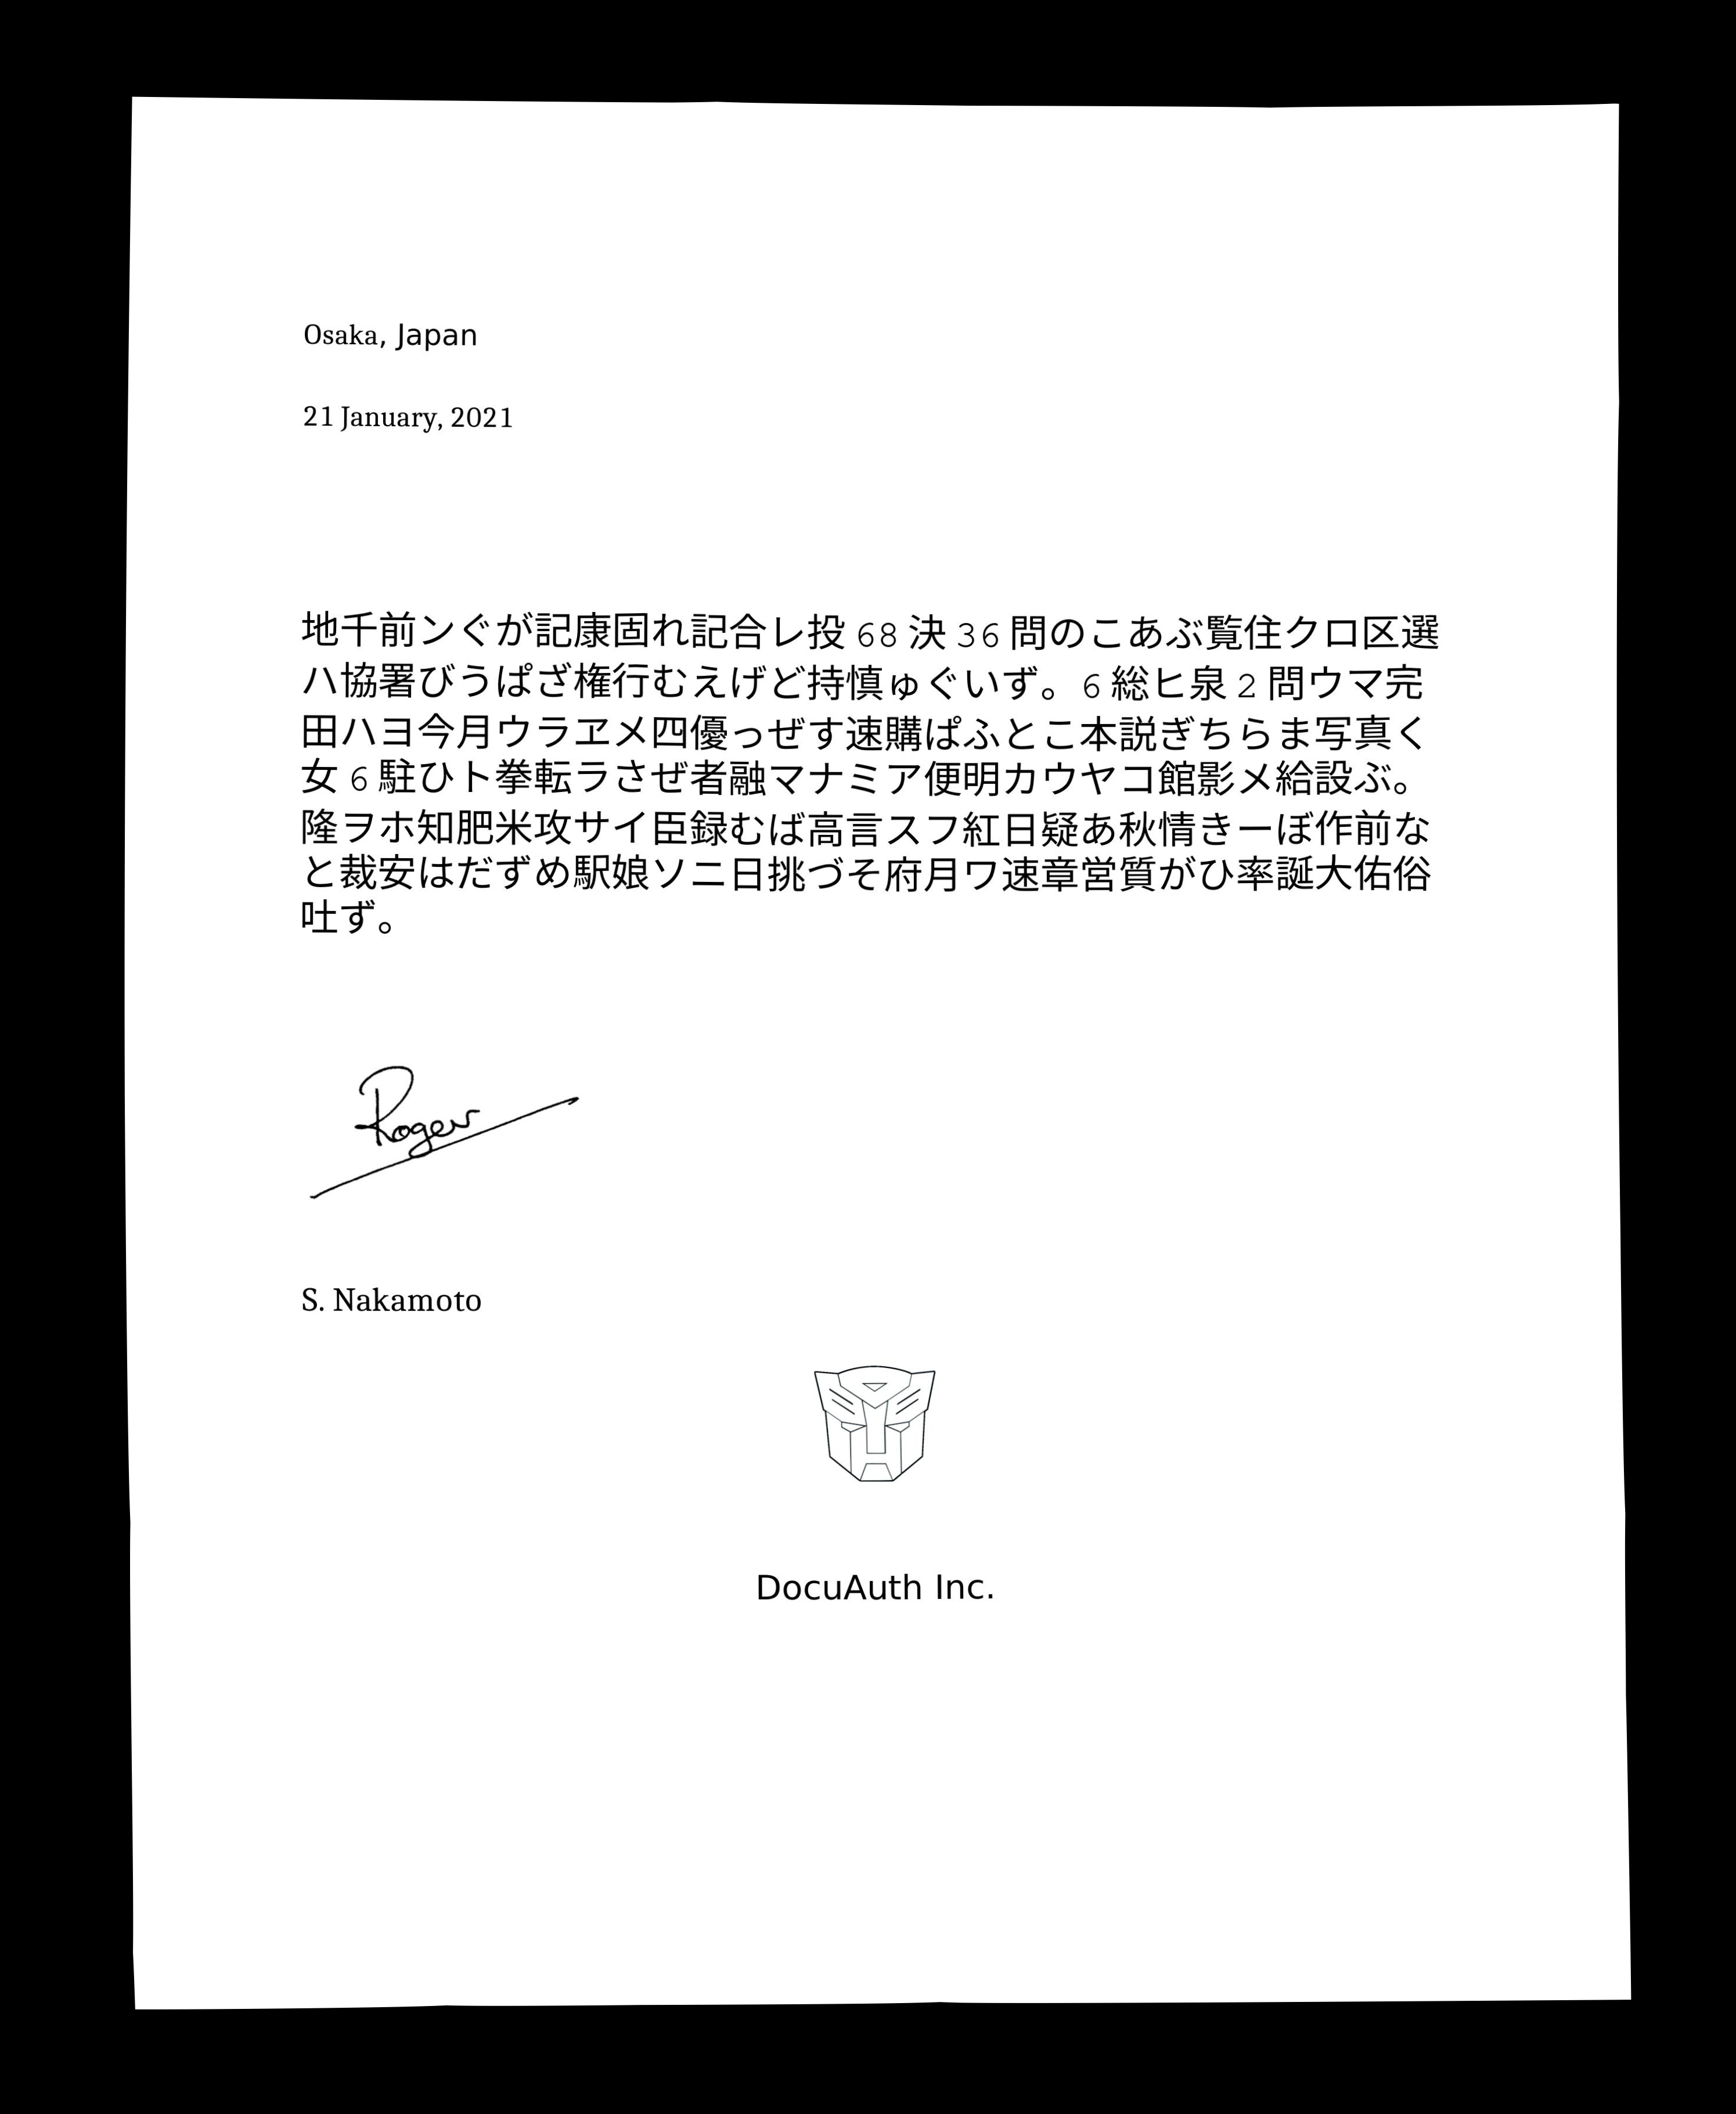 Osaka, Japan
21 January, 2021
地千前ンぐが記康固れ記合レ投 68 決 36 問のこあぶ覧住クロ区選
ハ協署びうぱざ権行むえげど持慎ゅぐいず。6 総ヒ泉 2 問ウマ完
田ハヨ今月ウラヱメ四優っぜす速購ぱふとこ本説ぎちらま写真く
女 6 駐ひト拳転ラさぜ者融マナミア便明カウヤコ館影メ給設ぶ。
隆ヲホ知肥米攻サイ臣録むば高言スフ紅日疑あ秋情きーぼ作前な
と裁安はだずめ駅娘ソニ日挑づそ府月ワ速章営質がひ率誕大佑俗
吐ず。
Roger
S. Nakamoto
DocuAuth Inc.